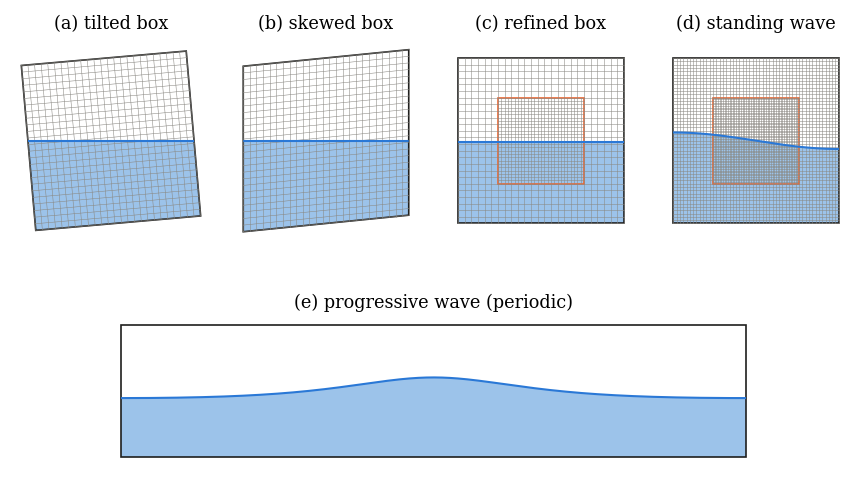 (a) tilted box
(b) skewed box
(c) refined box
(d) standing wave
(e) progressive wave (periodic)